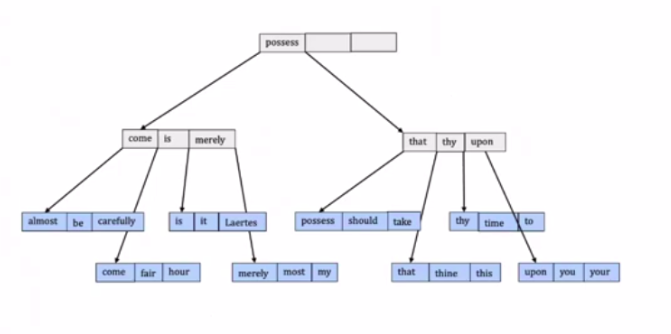 possess
come is merely
that thy upon
almost be carefully
is it Laertes
possess should take
thy time to
come fair hour
merely most my
that thine this
upon you your